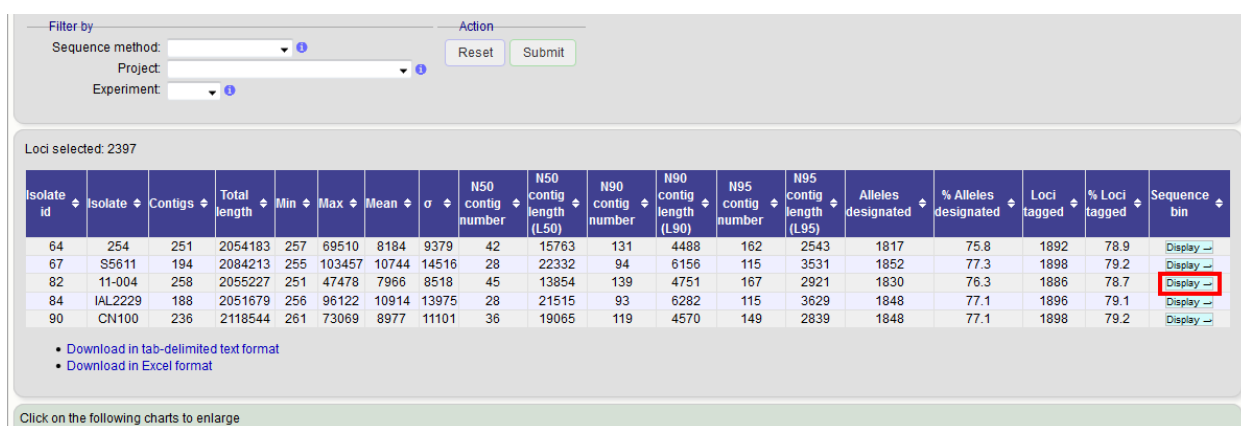 Filter by
Action
Sequence method:
Reset Submit
Project:
Experiment:
Loci selected: 2397
Isolate id Isolate Contigs Total length Min Max Mean σ N50 contig number N50 contig length (L50) N90 contig number N90 contig length (L90) N95 contig number N95 contig length (L95) Alleles designated % Alleles designated Loci tagged % Loci tagged Sequence bin
64 254 251 2054183 257 69510 8184 9379 42 15763 131 4488 162 2543 1817 75.8 1892 78.9 Display
67 S5611 194 2084213 255 103457 10744 14516 28 22332 94 6156 115 3531 1852 77.3 1898 79.2 Display
82 11-004 258 2055227 251 47478 7966 8518 45 13854 139 4751 167 2921 1830 76.3 1886 78.7 Display
84 IAL2229 188 2051679 256 96122 10914 13975 28 21515 93 6282 115 3629 1848 77.1 1896 79.1 Display
90 CN100 236 2118544 261 73069 8977 11101 36 19065 119 4570 149 2839 1848 77.1 1898 79.2 Display
• Download in tab-delimited text format
• Download in Excel format
Click on the following charts to enlarge